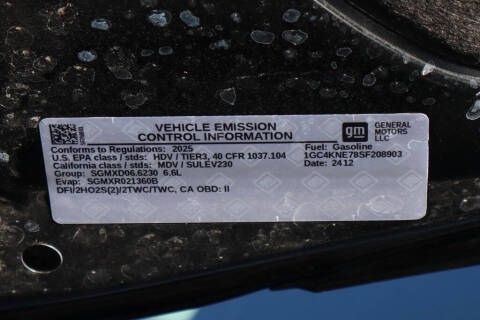 VEHICLE EMISSION
CONTROL INFORMATION
gm
GENERAL
MOTORS
LLC
Conforms to Regulations: 2025
Fuel: Gasoline
U.S. EPA class / stds: HDV / TIER3, 40 CFR 1037.104
1GC4KNE78SF208903
California class / stds: MDV / SULEV230
Date: 2412
Group: SGMXD06.6230 6.6L
Evap: SGMXR021360B
DFI/2HO2S(2)/2TWC/TWC, CA OBD: II